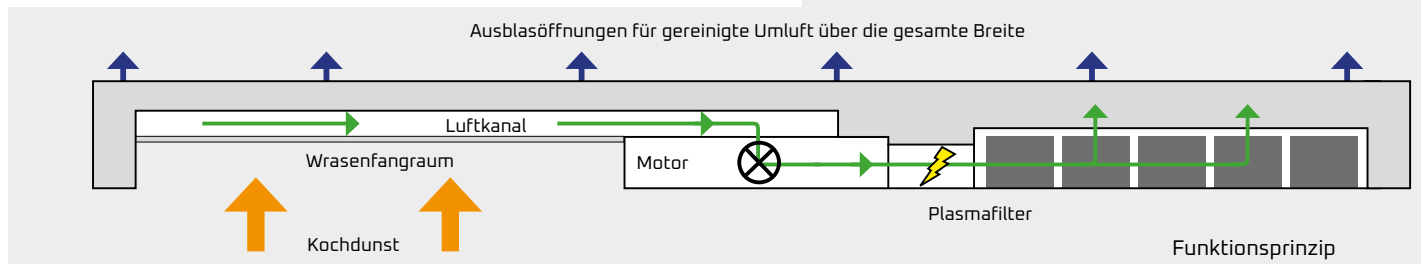 Ausblasöffnungen für gereinigte Umluft über die gesamte Breite
Luftkanal
Wrasenfangraum
Motor
Plasmafilter
Kochdunst
Funktionsprinzip